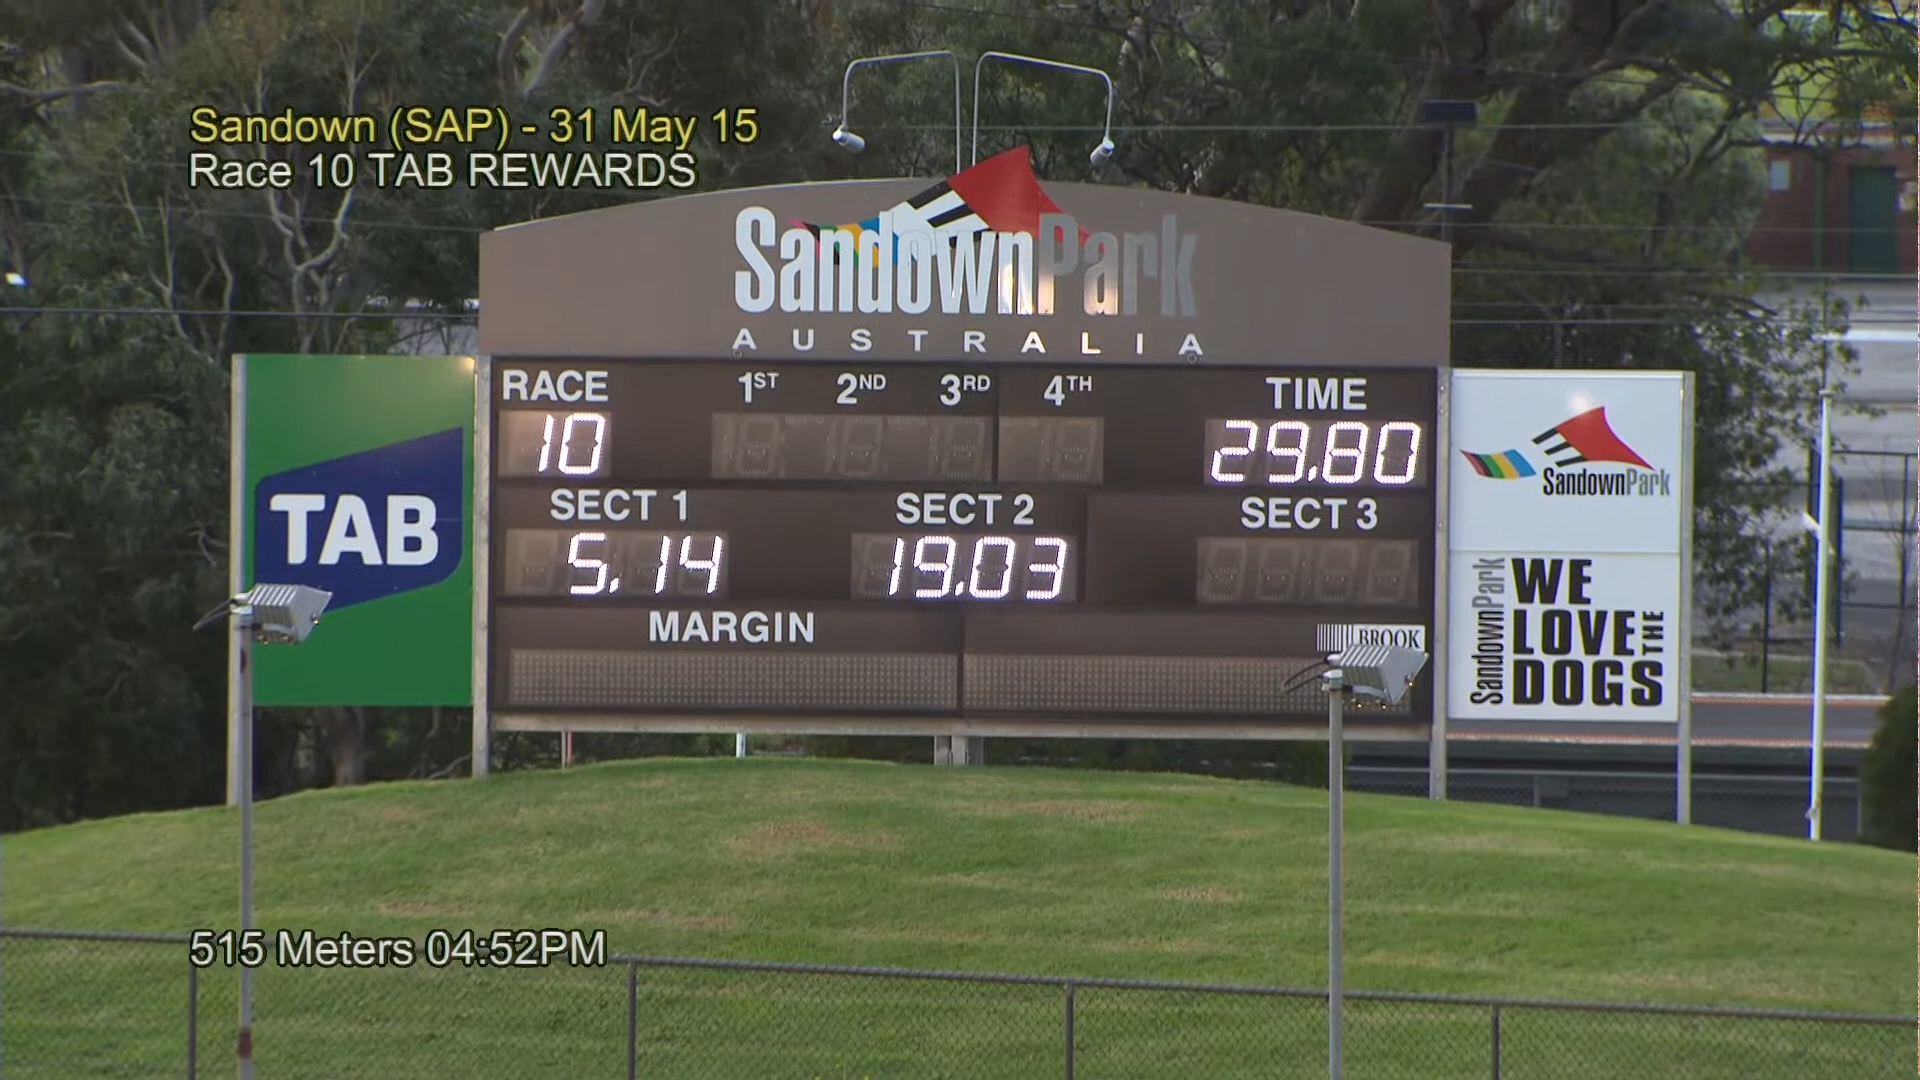 Sandown (SAP) - 31 May 15
Race 10 TAB REWARDS
SandownPark
AUSTRALIA
RACE 1ST 2ND 3RD 4TH TIME
10 29.80
SECT 1 SECT 2 SECT 3
5.14 19.03
MARGIN
BROOK
TAB
SandownPark
SandownPark
WE
LOVE THE
DOGS
515 Meters 04:52PM